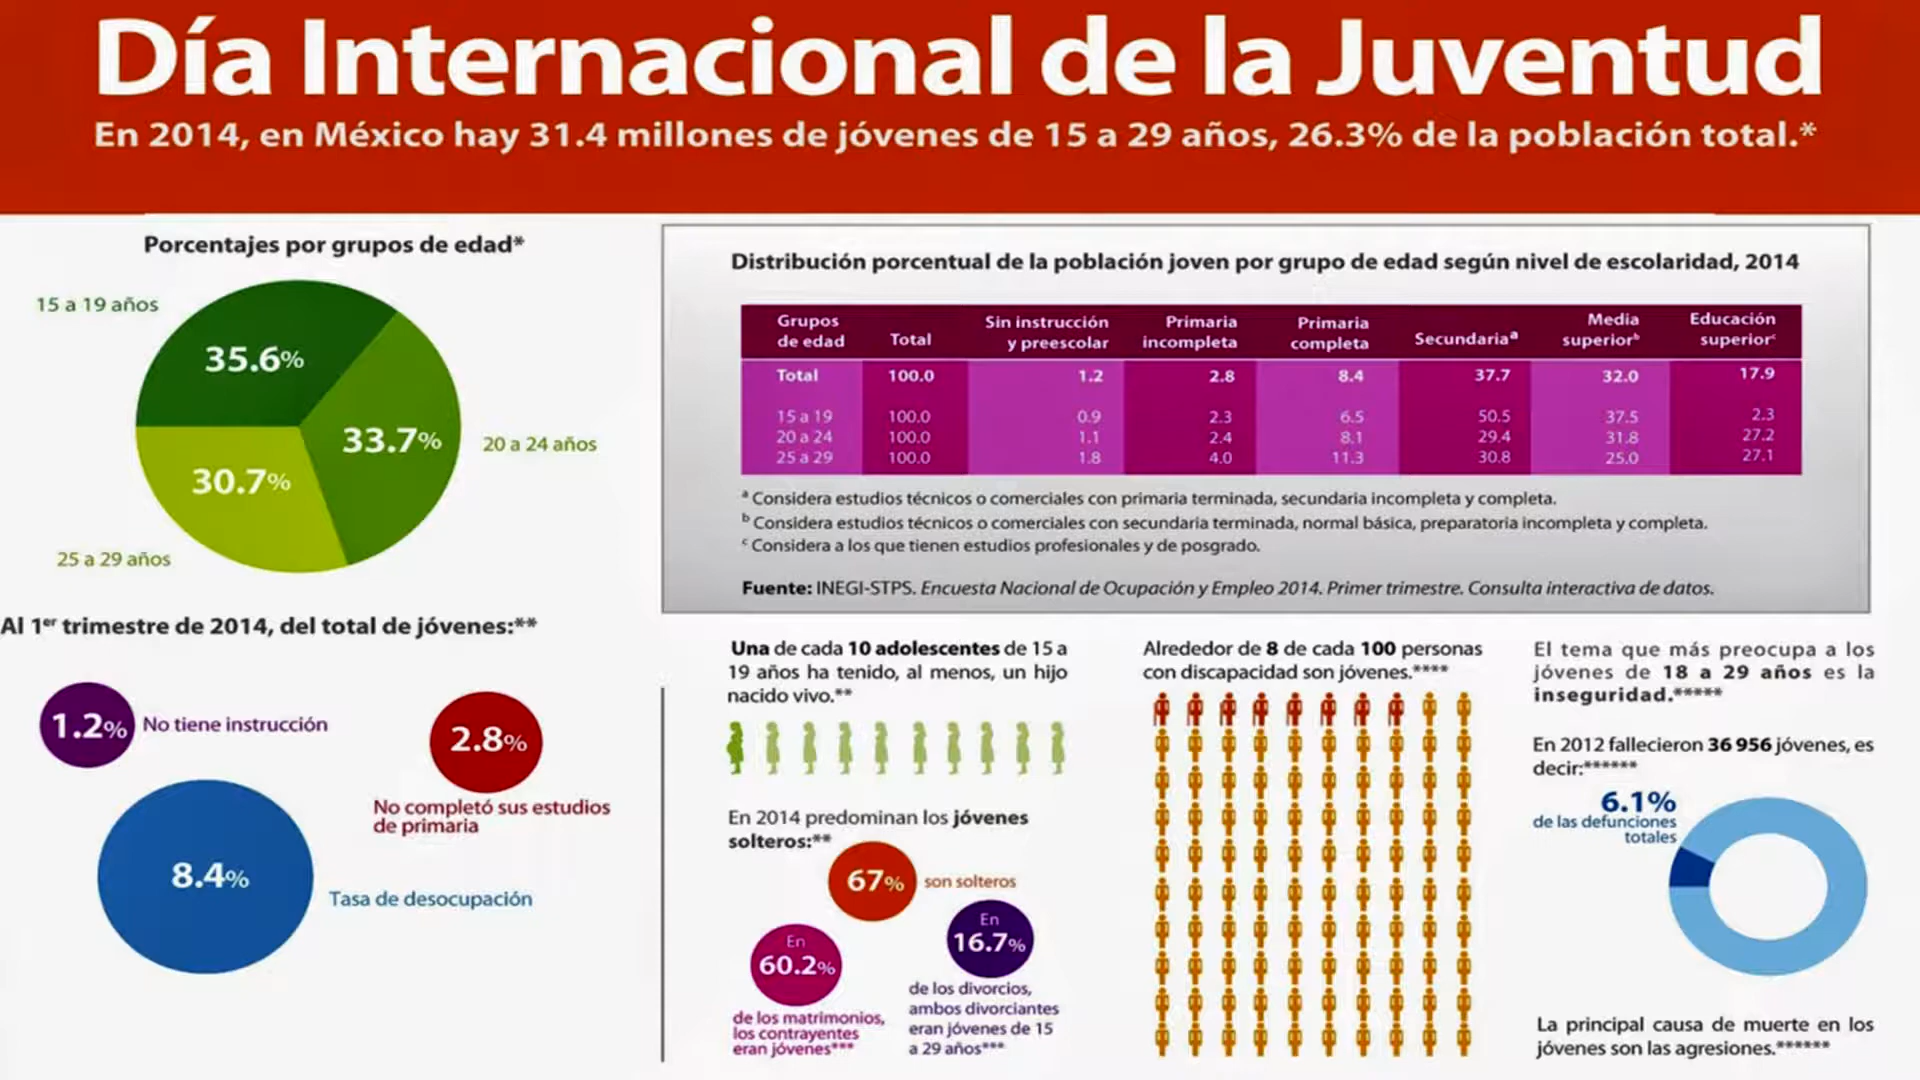 Día Internacional de la Juventud
En 2014, en México hay 31.4 millones de jóvenes de 15 a 29 años, 26.3% de la población total.*
Porcentajes por grupos de edad*
15 a 19 años
35.6%
33.7%
20 a 24 años
30.7%
25 a 29 años
Al 1er trimestre de 2014, del total de jóvenes:**
1.2% No tiene instrucción
2.8%
No completó sus estudios
de primaria
8.4%
Tasa de desocupación
Distribución porcentual de la población joven por grupo de edad según nivel de escolaridad, 2014
Grupos de edad Total Sin instrucción y preescolar Primaria incompleta Primaria completa Secundariaª Media superiorᵇ Educación superiorᶜ
Total 100.0 1.2 2.8 8.4 37.7 32.0 17.9
15 a 19 100.0 0.9 2.3 6.5 50.5 37.5 2.3
20 a 24 100.0 1.1 2.4 8.1 29.4 31.8 27.2
25 a 29 100.0 1.8 4.0 11.3 30.8 25.0 27.1
ª Considera estudios técnicos o comerciales con primaria terminada, secundaria incompleta y completa.
ᵇ Considera estudios técnicos o comerciales con secundaria terminada, normal básica, preparatoria incompleta y completa.
ᶜ Considera a los que tienen estudios profesionales y de posgrado.
Fuente: INEGI-STPS. Encuesta Nacional de Ocupación y Empleo 2014. Primer trimestre. Consulta interactiva de datos.
Una de cada 10 adolescentes de 15 a
19 años ha tenido, al menos, un hijo
nacido vivo.**
En 2014 predominan los jóvenes
solteros:**
67% son solteros
En
60.2%
de los matrimonios,
los contrayentes
eran jóvenes***
En
16.7%
de los divorcios,
ambos divorciantes
eran jóvenes de 15
a 29 años***
Alrededor de 8 de cada 100 personas
con discapacidad son jóvenes.****
El tema que más preocupa a los
jóvenes de 18 a 29 años es la
inseguridad.*****
En 2012 fallecieron 36 956 jóvenes, es
decir:******
6.1%
de las defunciones
totales
La principal causa de muerte en los
jóvenes son las agresiones.******